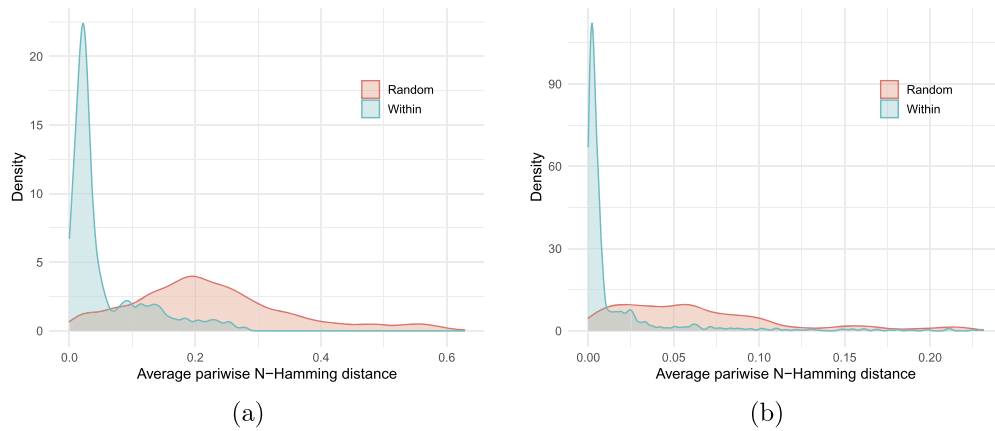 20
15
10
5
0
Density
Random
Within
0.0 0.2 0.4 0.6
Average pariwise N−Hamming distance
(a)
90
60
30
0
Density
Random
Within
0.00 0.05 0.10 0.15 0.20
Average pariwise N−Hamming distance
(b)